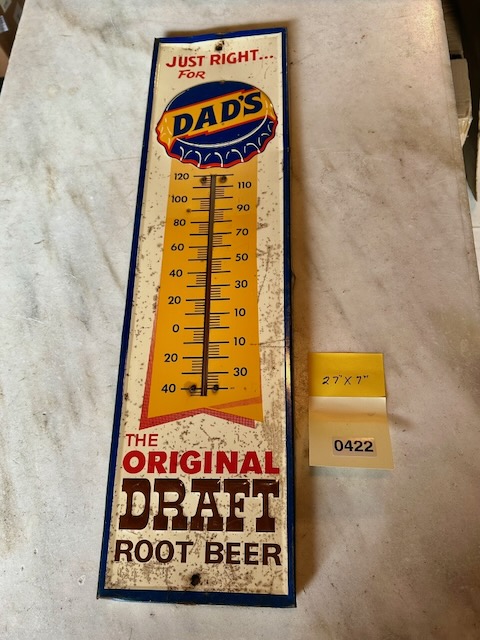 JUST RIGHT...
FOR
DAD'S
120
110
100
90
80
70
60
50
40
30
20
10
0
10
20
30
40
27" X 7"
0422
THE
ORIGINAL
DRAFT
ROOT BEER